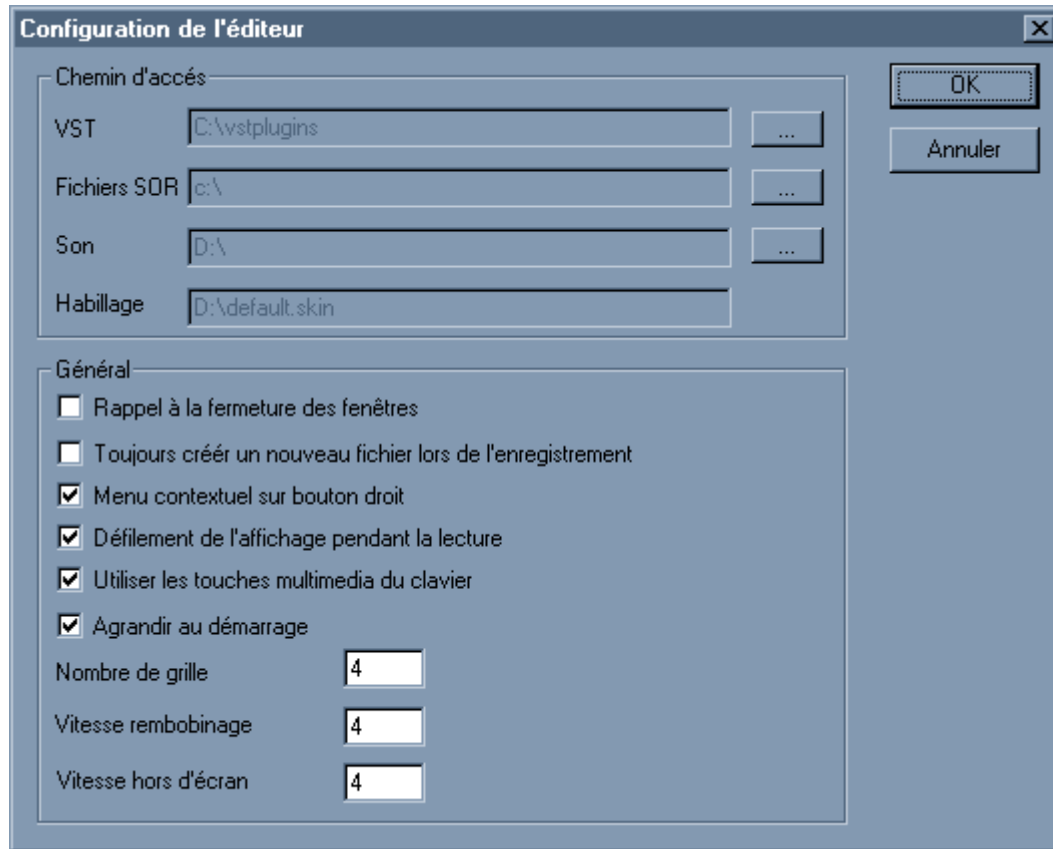 Configuration de l'éditeur
Chemin d'accés
OK
VST C:\vstplugins ...
Annuler
Fichiers SOR c:\ ...
Son D:\ ...
Habillage D:\default.skin
Général
Rappel à la fermeture des fenêtres
Toujours créér un nouveau fichier lors de l'enregistrement
Menu contextuel sur bouton droit
Défilement de l'affichage pendant la lecture
Utiliser les touches multimedia du clavier
Agrandir au démarrage
Nombre de grille 4
Vitesse rembobinage 4
Vitesse hors d'écran 4